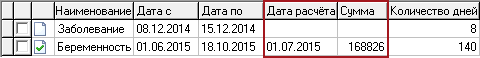 Наименование Дата с Дата по Дата расчёта Сумма Количество дней
Заболевание 08.12.2014 15.12.2014 8
Беременность 01.06.2015 18.10.2015 01.07.2015 168826 140